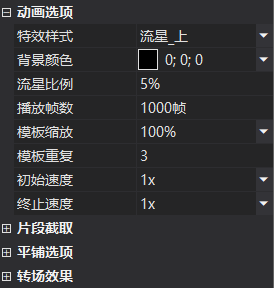 动画选项
特效样式 流星_上
背景颜色 0; 0; 0
流星比例 5%
播放帧数 1000帧
模板缩放 100%
模板重复 3
初始速度 1x
终止速度 1x
片段截取
平铺选项
转场效果